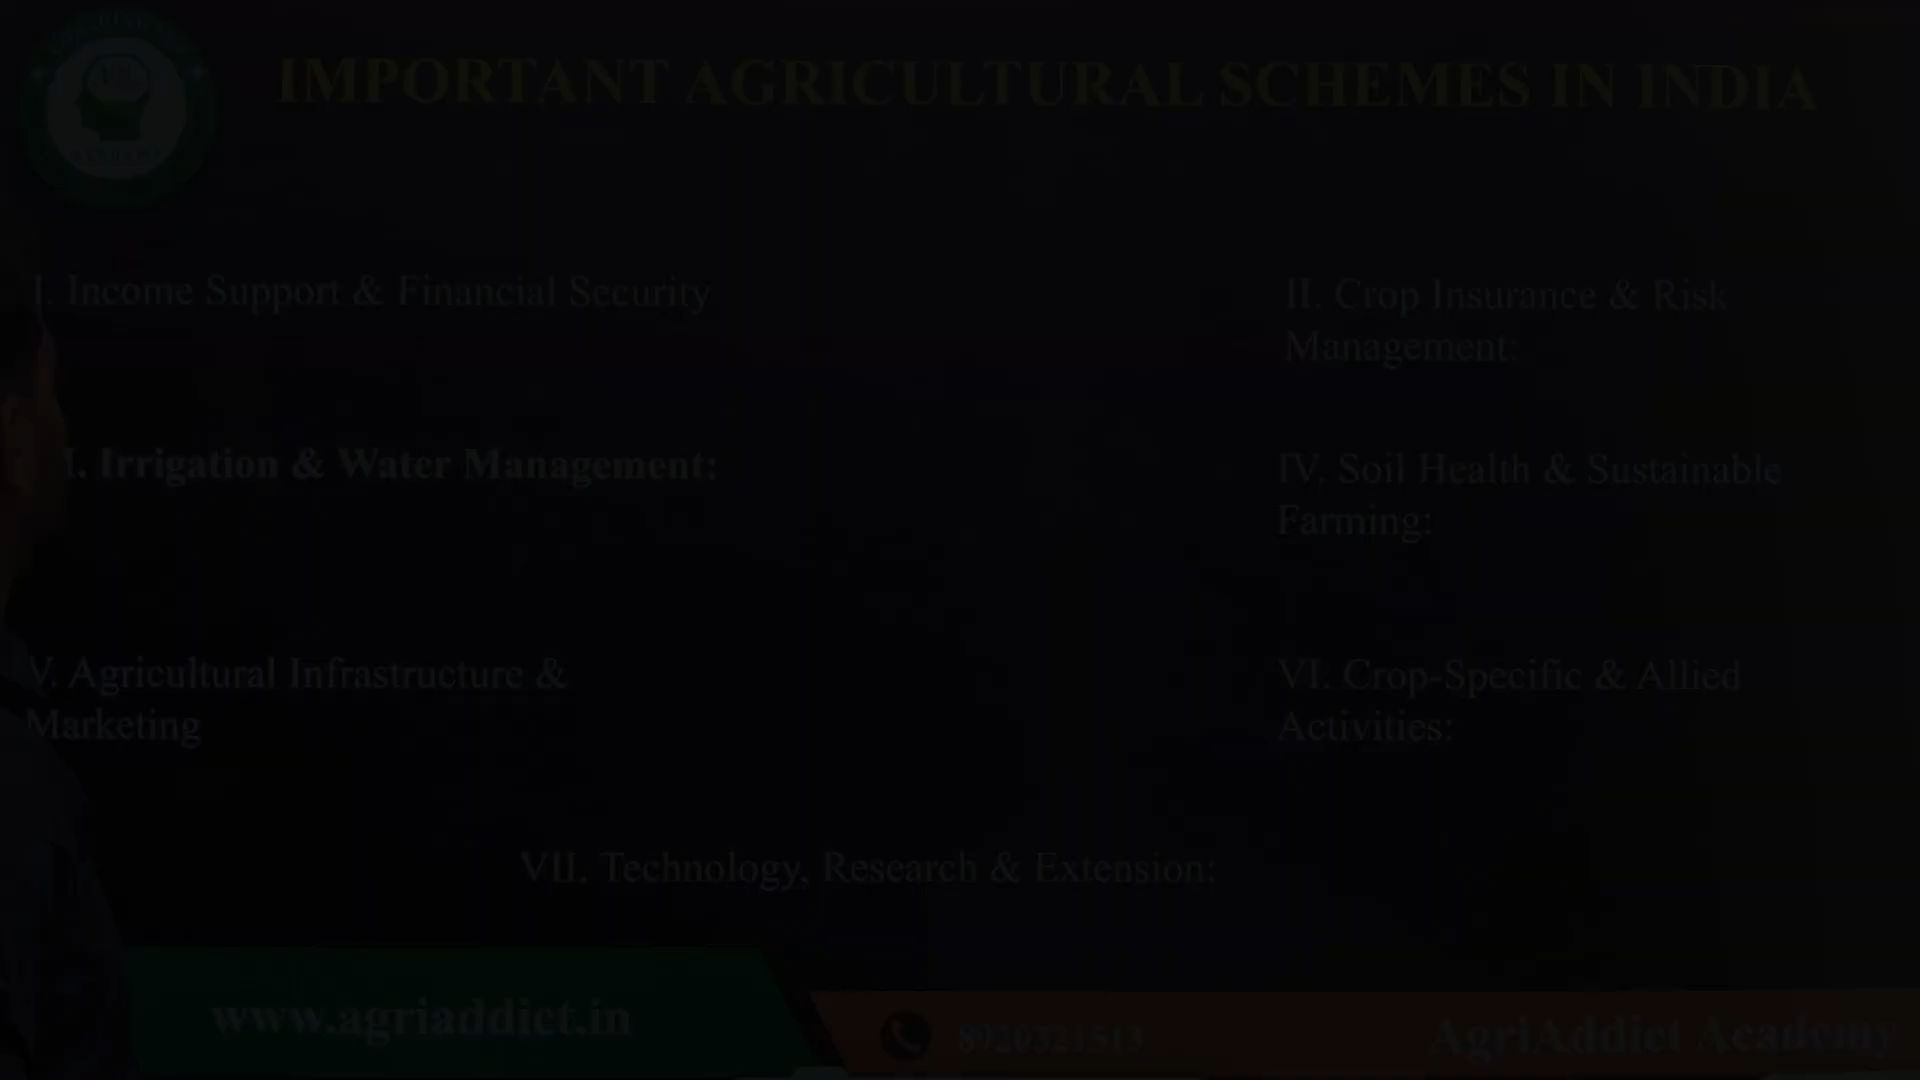 IMPORTANT AGRICULTURAL SCHEMES IN INDIA
I. Income Support & Financial Security
II. Crop Insurance & Risk
Management:
I. Irrigation & Water Management:
IV. Soil Health & Sustainable
Farming:
V. Agricultural Infrastructure &
Marketing
VI. Crop-Specific & Allied
Activities:
VII. Technology, Research & Extension:
www.agriaddict.in
AgriAddict Academy